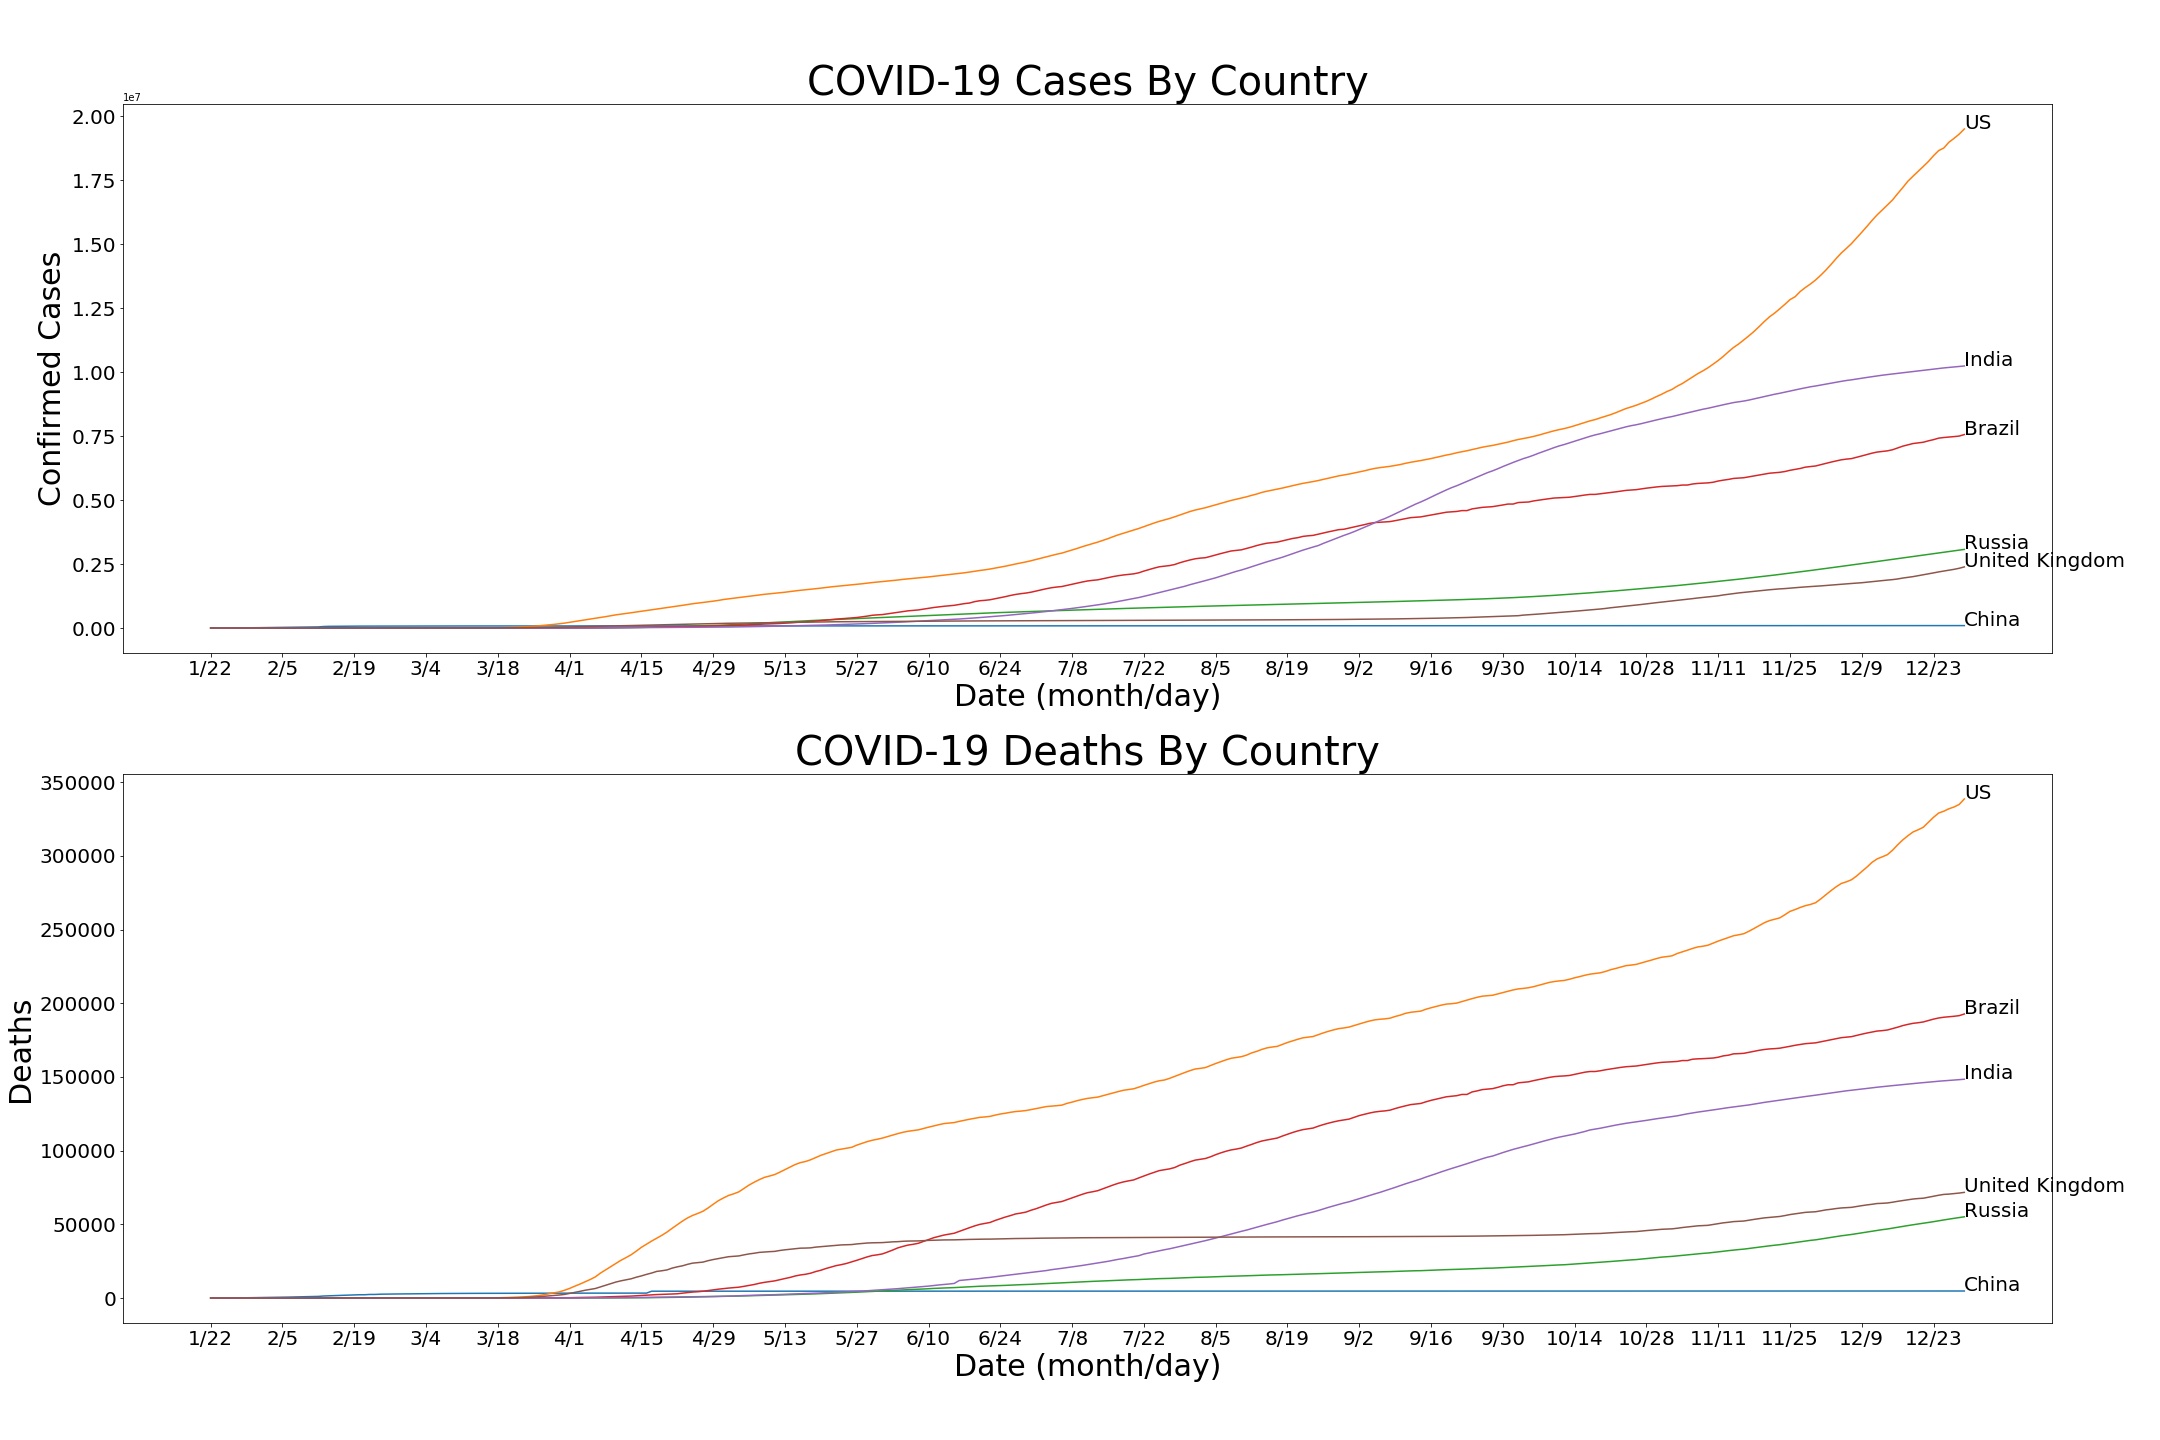 COVID-19 Cases By Country
1e7
2.00
1.75
1.50
1.25
1.00
0.75
0.50
0.25
0.00
Confirmed Cases
US
India
Brazil
Russia
United Kingdom
China
1/22 2/5 2/19 3/4 3/18 4/1 4/15 4/29 5/13 5/27 6/10 6/24 7/8 7/22 8/5 8/19 9/2 9/16 9/30 10/14 10/28 11/11 11/25 12/9 12/23
Date (month/day)
COVID-19 Deaths By Country
350000
300000
250000
200000
150000
100000
50000
0
Deaths
US
Brazil
India
United Kingdom
Russia
China
1/22 2/5 2/19 3/4 3/18 4/1 4/15 4/29 5/13 5/27 6/10 6/24 7/8 7/22 8/5 8/19 9/2 9/16 9/30 10/14 10/28 11/11 11/25 12/9 12/23
Date (month/day)